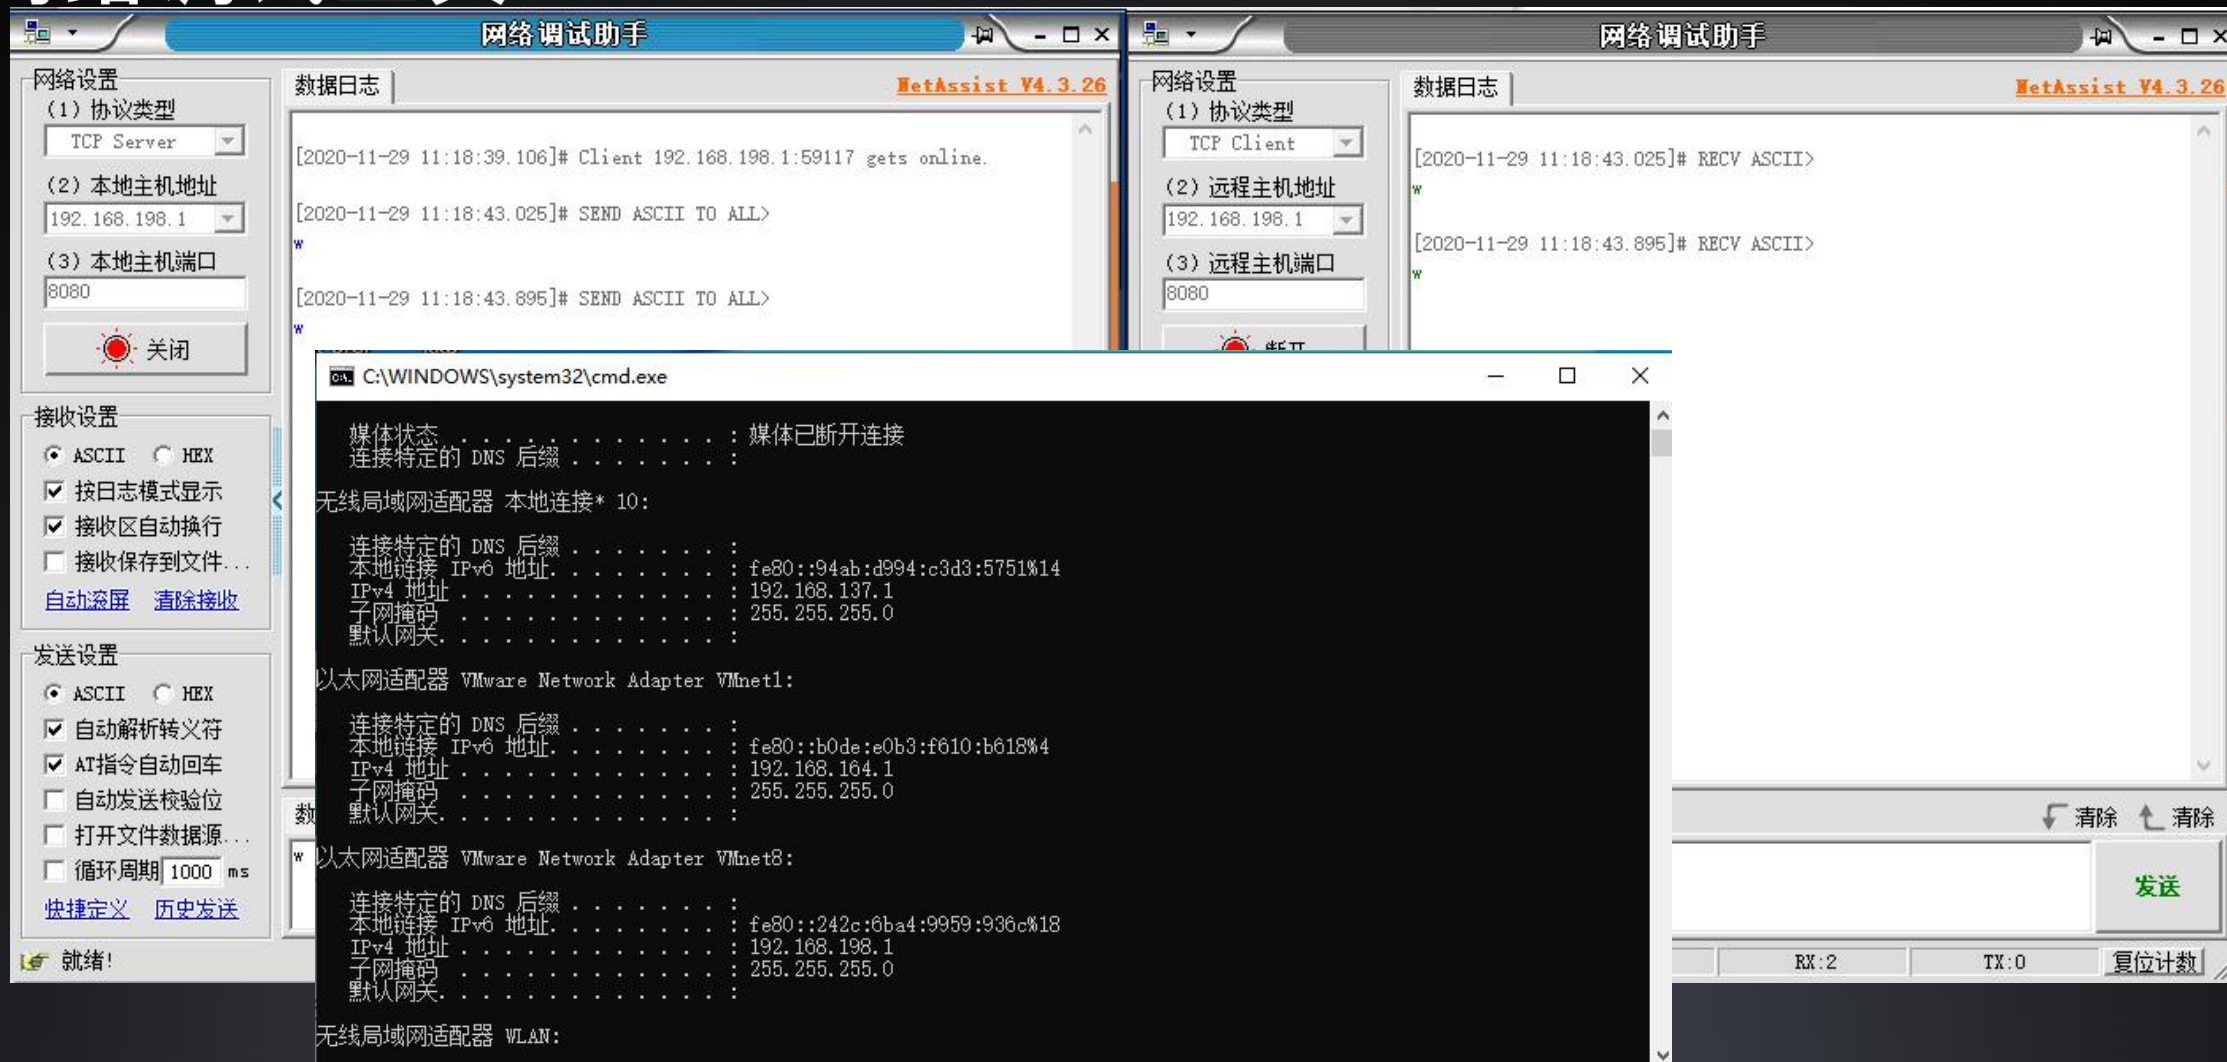 网络调试助手
网络设置
(1) 协议类型
TCP Server
(2) 本地主机地址
192.168.198.1
(3) 本地主机端口
8080
关闭
接收设置
ASCII HEX
按日志模式显示
接收区自动换行
接收保存到文件...
自动滚屏 清除接收
发送设置
ASCII HEX
自动解析转义符
AT指令自动回车
自动发送校验位
打开文件数据源...
循环周期 1000 ms
快捷定义 历史发送
就绪!
数据日志 NetAssist V4.3.26
[2020-11-29 11:18:39.106]# Client 192.168.198.1:59117 gets online.
[2020-11-29 11:18:43.025]# SEND ASCII TO ALL>
w
[2020-11-29 11:18:43.895]# SEND ASCII TO ALL>
w
数
w
网络调试助手
网络设置
(1) 协议类型
TCP Client
(2) 远程主机地址
192.168.198.1
(3) 远程主机端口
8080
断开
数据日志 NetAssist V4.3.26
[2020-11-29 11:18:43.025]# RECV ASCII>
w
[2020-11-29 11:18:43.895]# RECV ASCII>
w
清除 清除
发送
RX:2 TX:0 复位计数
C:\WINDOWS\system32\cmd.exe
媒体状态 . . . . . . . . . . . . : 媒体已断开连接
连接特定的 DNS 后缀 . . . . . . . :
无线局域网适配器 本地连接* 10:
连接特定的 DNS 后缀 . . . . . . . :
本地链接 IPv6 地址. . . . . . . . : fe80::94ab:d994:c3d3:5751%14
IPv4 地址 . . . . . . . . . . . . : 192.168.137.1
子网掩码 . . . . . . . . . . . . : 255.255.255.0
默认网关. . . . . . . . . . . . . :
以太网适配器 VMware Network Adapter VMnet1:
连接特定的 DNS 后缀 . . . . . . . :
本地链接 IPv6 地址. . . . . . . . : fe80::b0de:e0b3:f610:b618%4
IPv4 地址 . . . . . . . . . . . . : 192.168.164.1
子网掩码 . . . . . . . . . . . . : 255.255.255.0
默认网关. . . . . . . . . . . . . :
以太网适配器 VMware Network Adapter VMnet8:
连接特定的 DNS 后缀 . . . . . . . :
本地链接 IPv6 地址. . . . . . . . : fe80::242c:6ba4:9959:936c%18
IPv4 地址 . . . . . . . . . . . . : 192.168.198.1
子网掩码 . . . . . . . . . . . . : 255.255.255.0
默认网关. . . . . . . . . . . . . :
无线局域网适配器 WLAN: